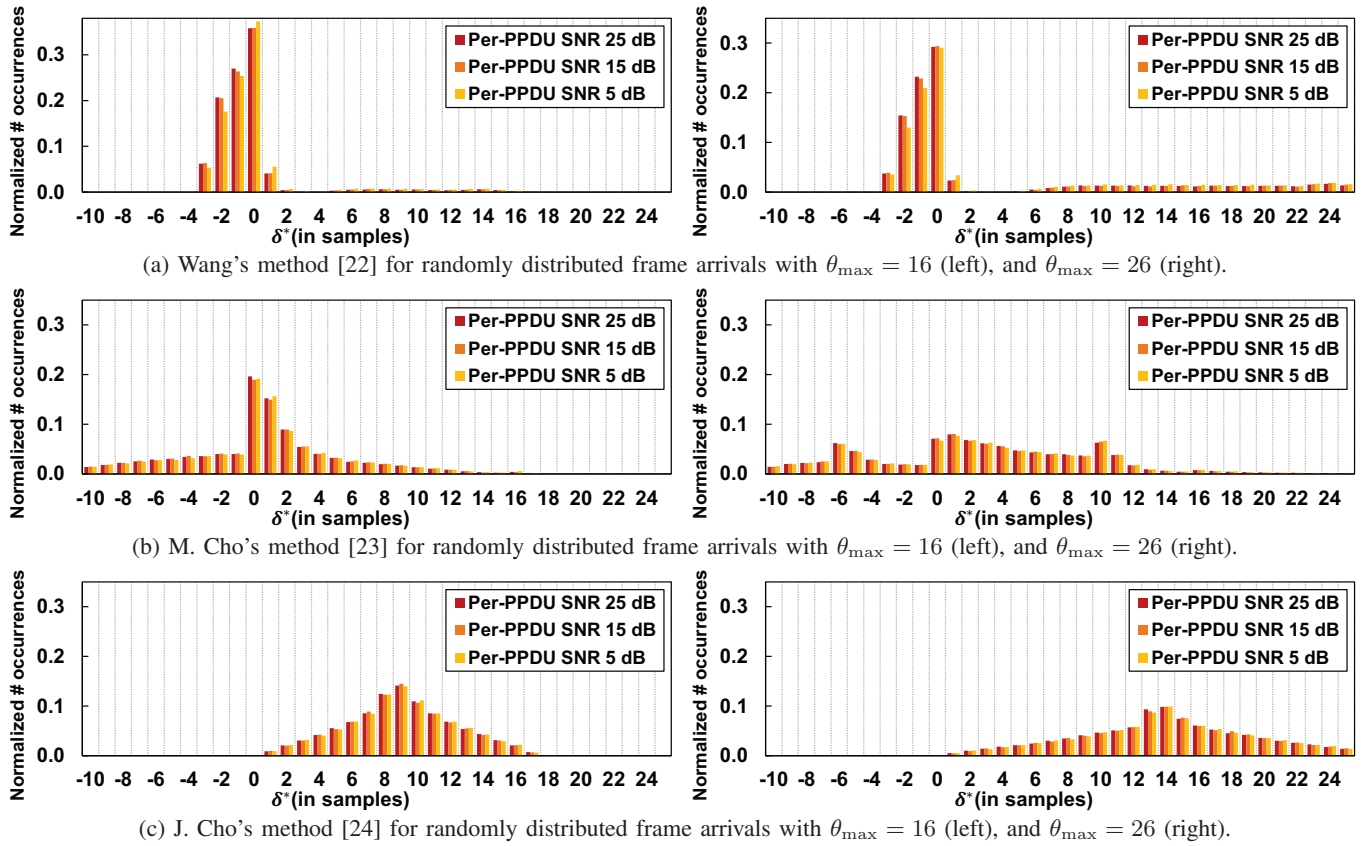 Normalized # occurrences
0.3
0.2
0.1
0.0
Per-PPDU SNR 25 dB
Per-PPDU SNR 15 dB
Per-PPDU SNR 5 dB
-10 -8 -6 -4 -2 0 2 4 6 8 10 12 14 16 18 20 22 24
δ* (in samples)
Normalized # occurrences
0.3
0.2
0.1
0.0
Per-PPDU SNR 25 dB
Per-PPDU SNR 15 dB
Per-PPDU SNR 5 dB
-10 -8 -6 -4 -2 0 2 4 6 8 10 12 14 16 18 20 22 24
δ* (in samples)
(a) Wang's method [22] for randomly distributed frame arrivals with θmax = 16 (left), and θmax = 26 (right).
Normalized # occurrences
0.3
0.2
0.1
0.0
Per-PPDU SNR 25 dB
Per-PPDU SNR 15 dB
Per-PPDU SNR 5 dB
-10 -8 -6 -4 -2 0 2 4 6 8 10 12 14 16 18 20 22 24
δ* (in samples)
Normalized # occurrences
0.3
0.2
0.1
0.0
Per-PPDU SNR 25 dB
Per-PPDU SNR 15 dB
Per-PPDU SNR 5 dB
-10 -8 -6 -4 -2 0 2 4 6 8 10 12 14 16 18 20 22 24
δ* (in samples)
(b) M. Cho's method [23] for randomly distributed frame arrivals with θmax = 16 (left), and θmax = 26 (right).
Normalized # occurrences
0.3
0.2
0.1
0.0
Per-PPDU SNR 25 dB
Per-PPDU SNR 15 dB
Per-PPDU SNR 5 dB
-10 -8 -6 -4 -2 0 2 4 6 8 10 12 14 16 18 20 22 24
δ* (in samples)
Normalized # occurrences
0.3
0.2
0.1
0.0
Per-PPDU SNR 25 dB
Per-PPDU SNR 15 dB
Per-PPDU SNR 5 dB
-10 -8 -6 -4 -2 0 2 4 6 8 10 12 14 16 18 20 22 24
δ* (in samples)
(c) J. Cho's method [24] for randomly distributed frame arrivals with θmax = 16 (left), and θmax = 26 (right).